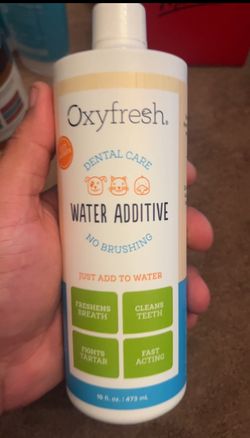 Oxyfresh®
DENTAL CARE
WATER ADDITIVE
NO BRUSHING
JUST ADD TO WATER
FRESHENS
BREATH
CLEANS
TEETH
FIGHTS
TARTAR
FAST
ACTING
16 fl. oz. / 473 mL